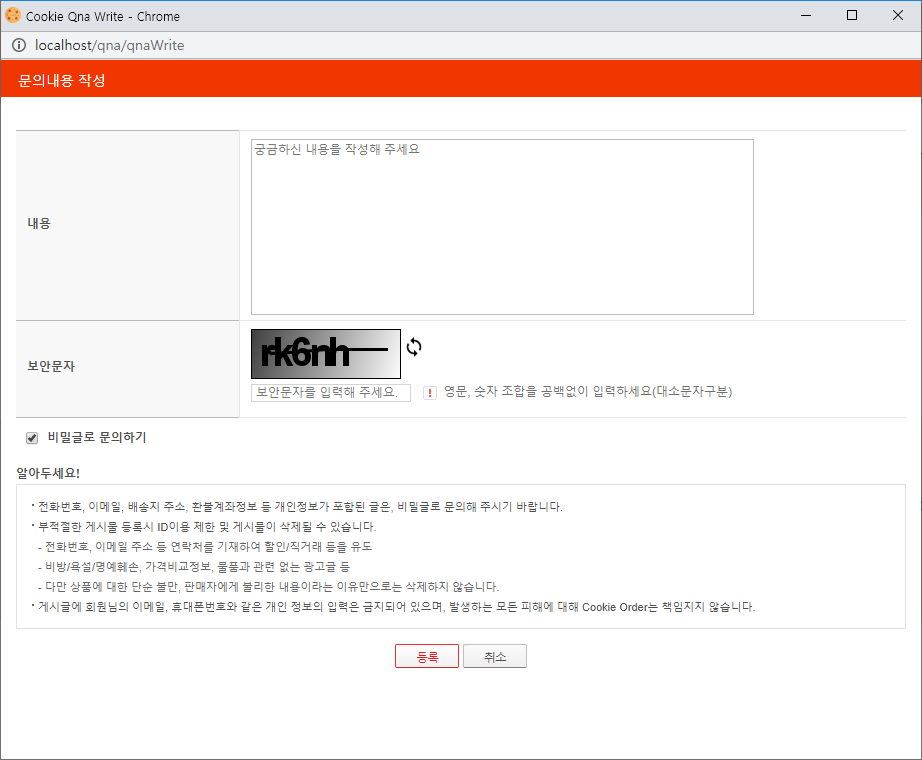 Cookie Qna Write - Chrome
localhost/qna/qnaWrite
문의내용 작성
내용
궁금하신 내용을 작성해 주세요
보안문자
rk6nh
보안문자를 입력해 주세요.
! 영문, 숫자 조합을 공백없이 입력하세요(대소문자구분)
비밀글로 문의하기
알아두세요!
· 전화번호, 이메일, 배송지 주소, 환불계좌정보 등 개인정보가 포함된 글은, 비밀글로 문의해 주시기 바랍니다.
· 부적절한 게시물 등록시 ID이용 제한 및 게시물이 삭제될 수 있습니다.
- 전화번호, 이메일 주소 등 연락처를 기재하여 할인/직거래 등을 유도
- 비방/욕설/명예훼손, 가격비교정보, 물품과 관련 없는 광고글 등
- 다만 상품에 대한 단순 불만, 판매자에게 불리한 내용이라는 이유만으로는 삭제하지 않습니다.
· 게시글에 회원님의 이메일, 휴대폰번호와 같은 개인 정보의 입력은 금지되어 있으며, 발생하는 모든 피해에 대해 Cookie Order는 책임지지 않습니다.
등록 취소